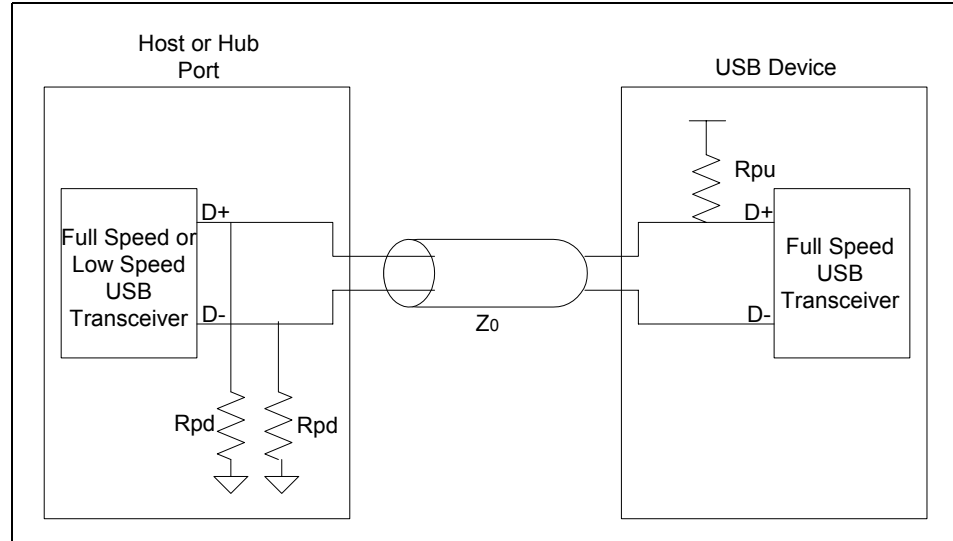 Host or Hub
Port
USB Device
Rpu
D+
D+
Full Speed or
Low Speed
USB
Transceiver
Full Speed
USB
Transceiver
D-
D-
Z0
Rpd
Rpd